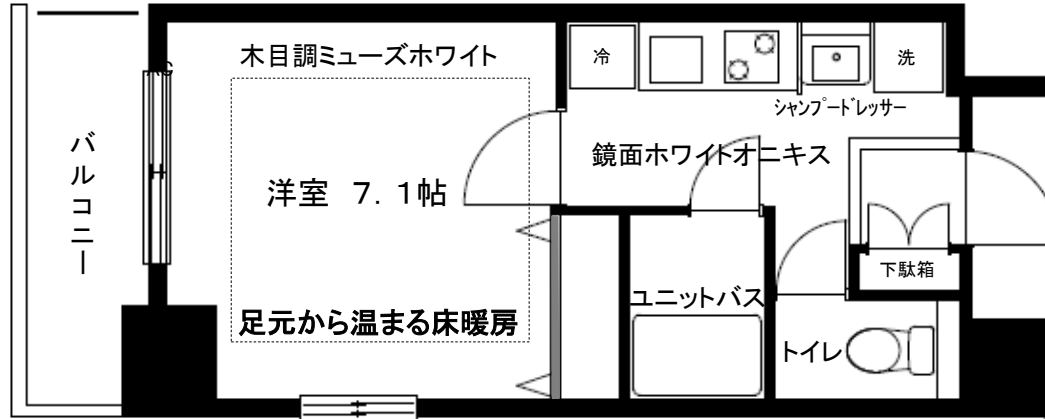 木目調ミューズホワイト
冷
洗
シャンプードレッサー
バルコニー
鏡面ホワイトオニキス
洋室 7.1帖
下駄箱
ユニットバス
足元から温まる床暖房
トイレ